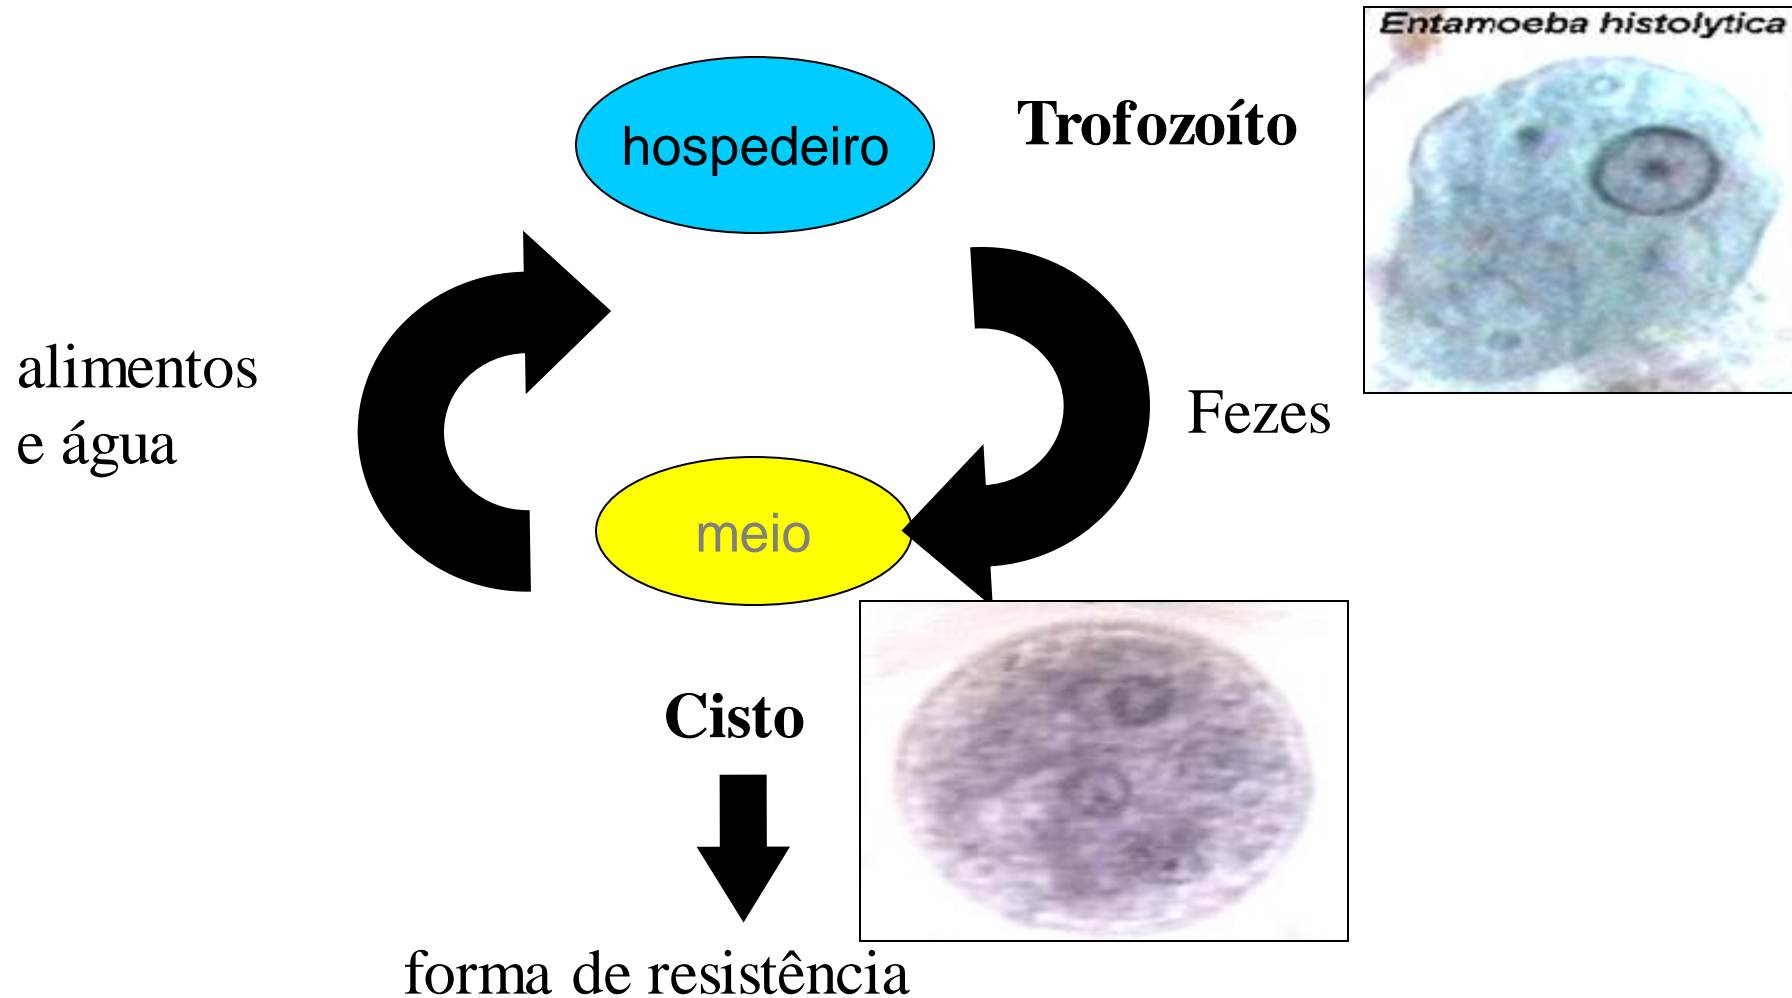 Entamoeba histolytica
hospedeiro
Trofozoíto
alimentos
e água
Fezes
meio
Cisto
forma de resistência